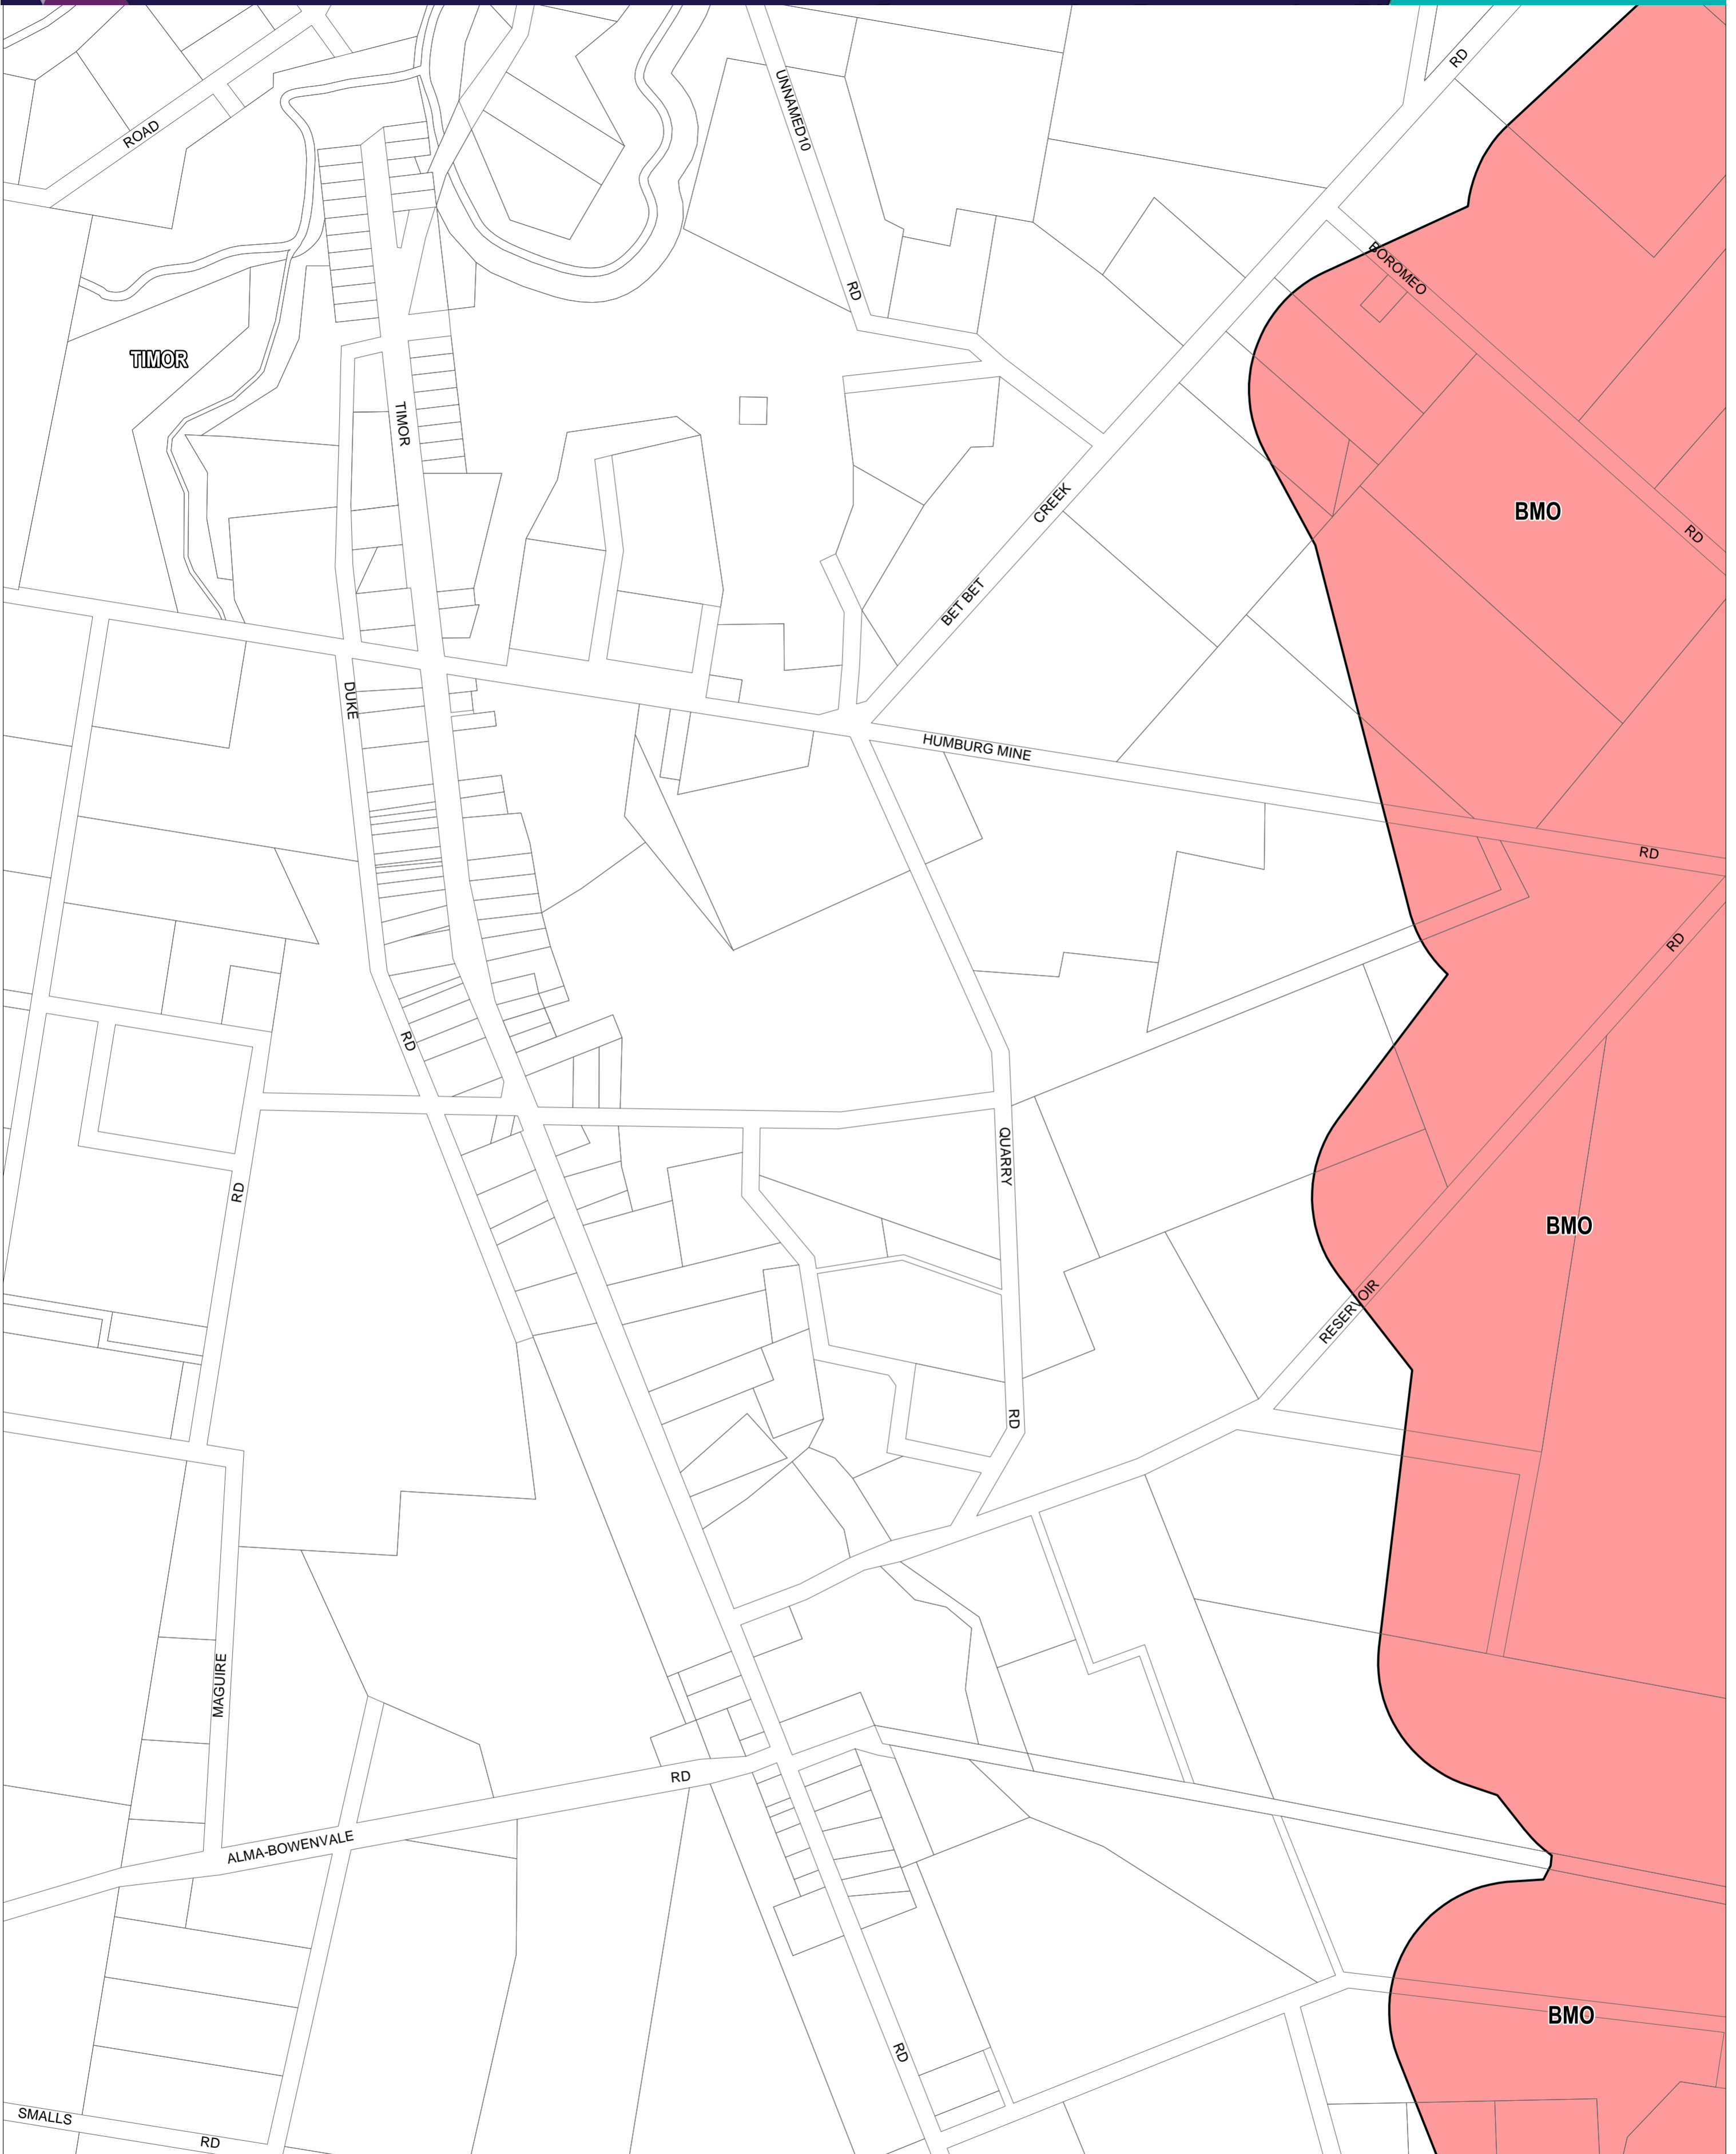 RD
ROAD
UNNAMED10
BOROMEO
RD
TIMOR
TIMOR
CREEK
BMO
RD
BET BET
DUKE
HUMBURG MINE
RD
RD
RD
QUARRY
RD
BMO
RESERVOIR
RD
MAGUIRE
RD
ALMA-BOWENVALE
BMO
RD
SMALLS
RD